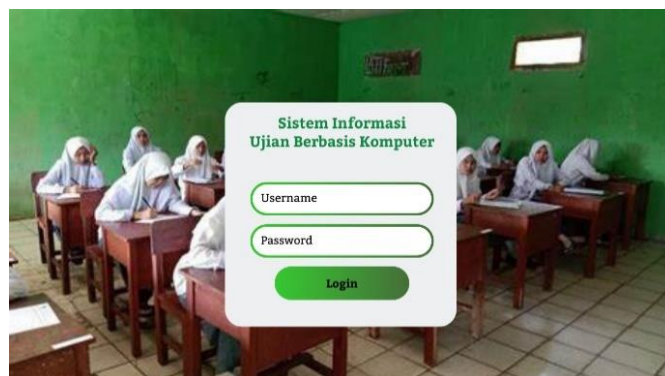 Sistem Informasi
Ujian Berbasis Komputer
Username
Password
Login